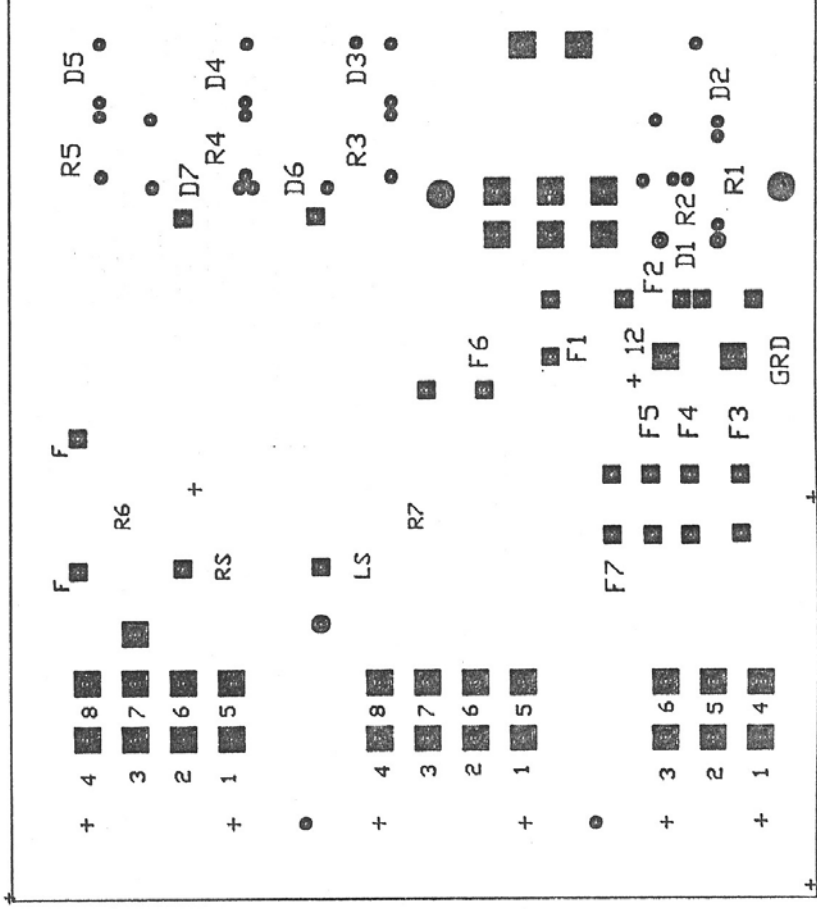 F F
R5 D5
4 8
R6
3 7
2 6 D7
RS R4 D4
1 5
D6
LS R3 D3
4 8
R7
3 7
2 6 F6
1 5
F1
F7
+ 12
F5 F2
3 6
F4 D1 R2
2 5 D2
F3 R1
1 4
GRD